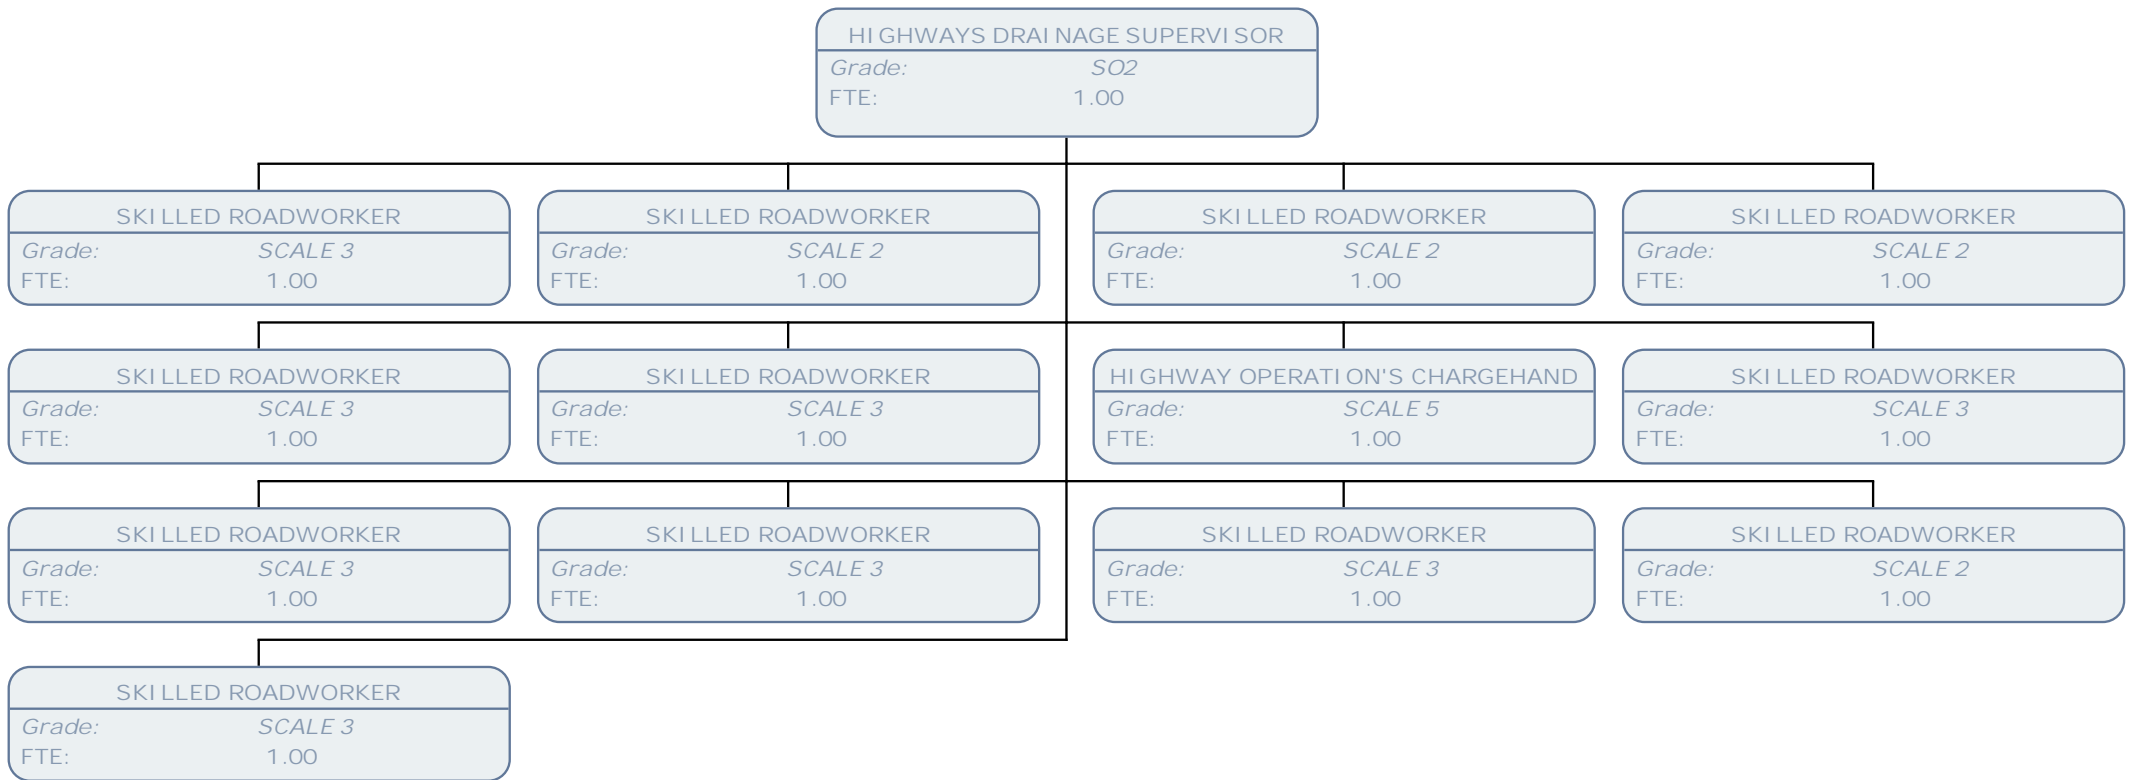 HIGHWAYS DRAINAGE SUPERVISOR
Grade: SO2
FTE: 1.00
SKILLED ROADWORKER
Grade: SCALE 3
FTE: 1.00
SKILLED ROADWORKER
Grade: SCALE 2
FTE: 1.00
SKILLED ROADWORKER
Grade: SCALE 2
FTE: 1.00
SKILLED ROADWORKER
Grade: SCALE 2
FTE: 1.00
SKILLED ROADWORKER
Grade: SCALE 3
FTE: 1.00
SKILLED ROADWORKER
Grade: SCALE 3
FTE: 1.00
HIGHWAY OPERATION'S CHARGEHAND
Grade: SCALE 5
FTE: 1.00
SKILLED ROADWORKER
Grade: SCALE 3
FTE: 1.00
SKILLED ROADWORKER
Grade: SCALE 3
FTE: 1.00
SKILLED ROADWORKER
Grade: SCALE 3
FTE: 1.00
SKILLED ROADWORKER
Grade: SCALE 3
FTE: 1.00
SKILLED ROADWORKER
Grade: SCALE 2
FTE: 1.00
SKILLED ROADWORKER
Grade: SCALE 3
FTE: 1.00